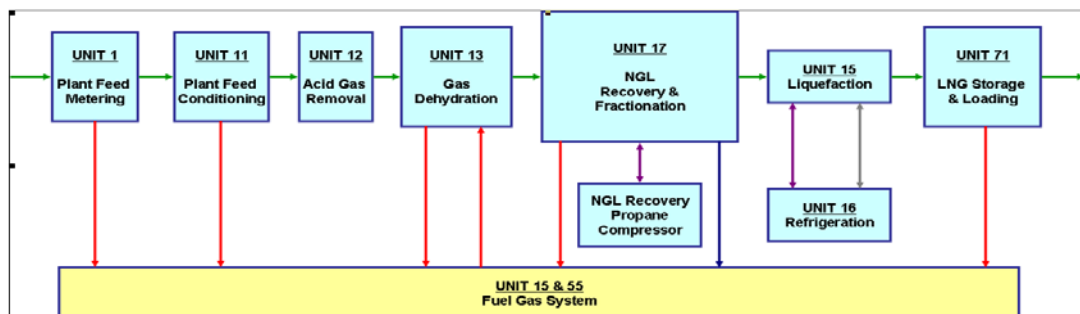 UNIT 1
Plant Feed
Metering
UNIT 11
Plant Feed
Conditioning
UNIT 12
Acid Gas
Removal
UNIT 13
Gas
Dehydration
UNIT 17
NGL
Recovery &
Fractionation
UNIT 15
Liquefaction
UNIT 71
LNG Storage
& Loading
NGL Recovery
Propane
Compressor
UNIT 16
Refrigeration
UNIT 15 & 55
Fuel Gas System